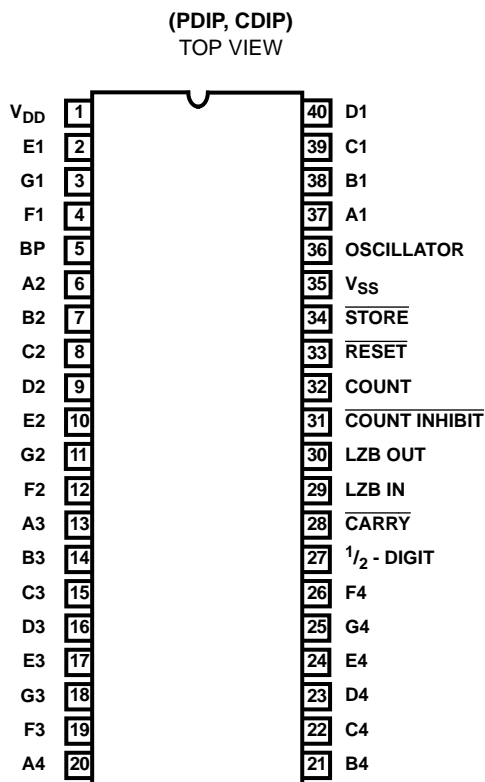 (PDIP, CDIP)
TOP VIEW
VDD 1 40 D1
E1 2 39 C1
G1 3 38 B1
F1 4 37 A1
BP 5 36 OSCILLATOR
A2 6 35 VSS
B2 7 34 STORE
C2 8 33 RESET
D2 9 32 COUNT
E2 10 31 COUNT INHIBIT
G2 11 30 LZB OUT
F2 12 29 LZB IN
A3 13 28 CARRY
B3 14 27 1/2 - DIGIT
C3 15 26 F4
D3 16 25 G4
E3 17 24 E4
G3 18 23 D4
F3 19 22 C4
A4 20 21 B4